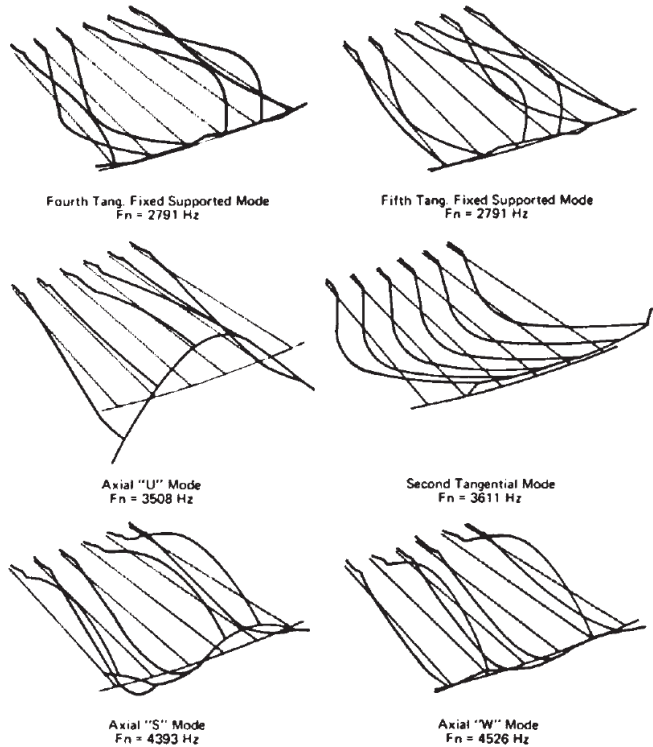 Fourth Tang. Fixed Supported Mode
Fn = 2791 Hz
Fifth Tang. Fixed Supported Mode
Fn = 2791 Hz
Axial "U" Mode
Fn = 3508 Hz
Second Tangential Mode
Fn = 3611 Hz
Axial "S" Mode
Fn = 4393 Hz
Axial "W" Mode
Fn = 4526 Hz